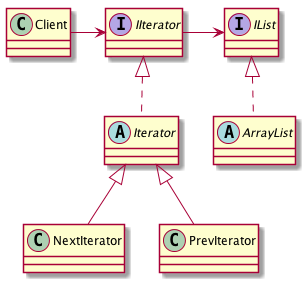 C Client
I IIterator
I IList
A Iterator
A ArrayList
C NextIterator
C PrevIterator